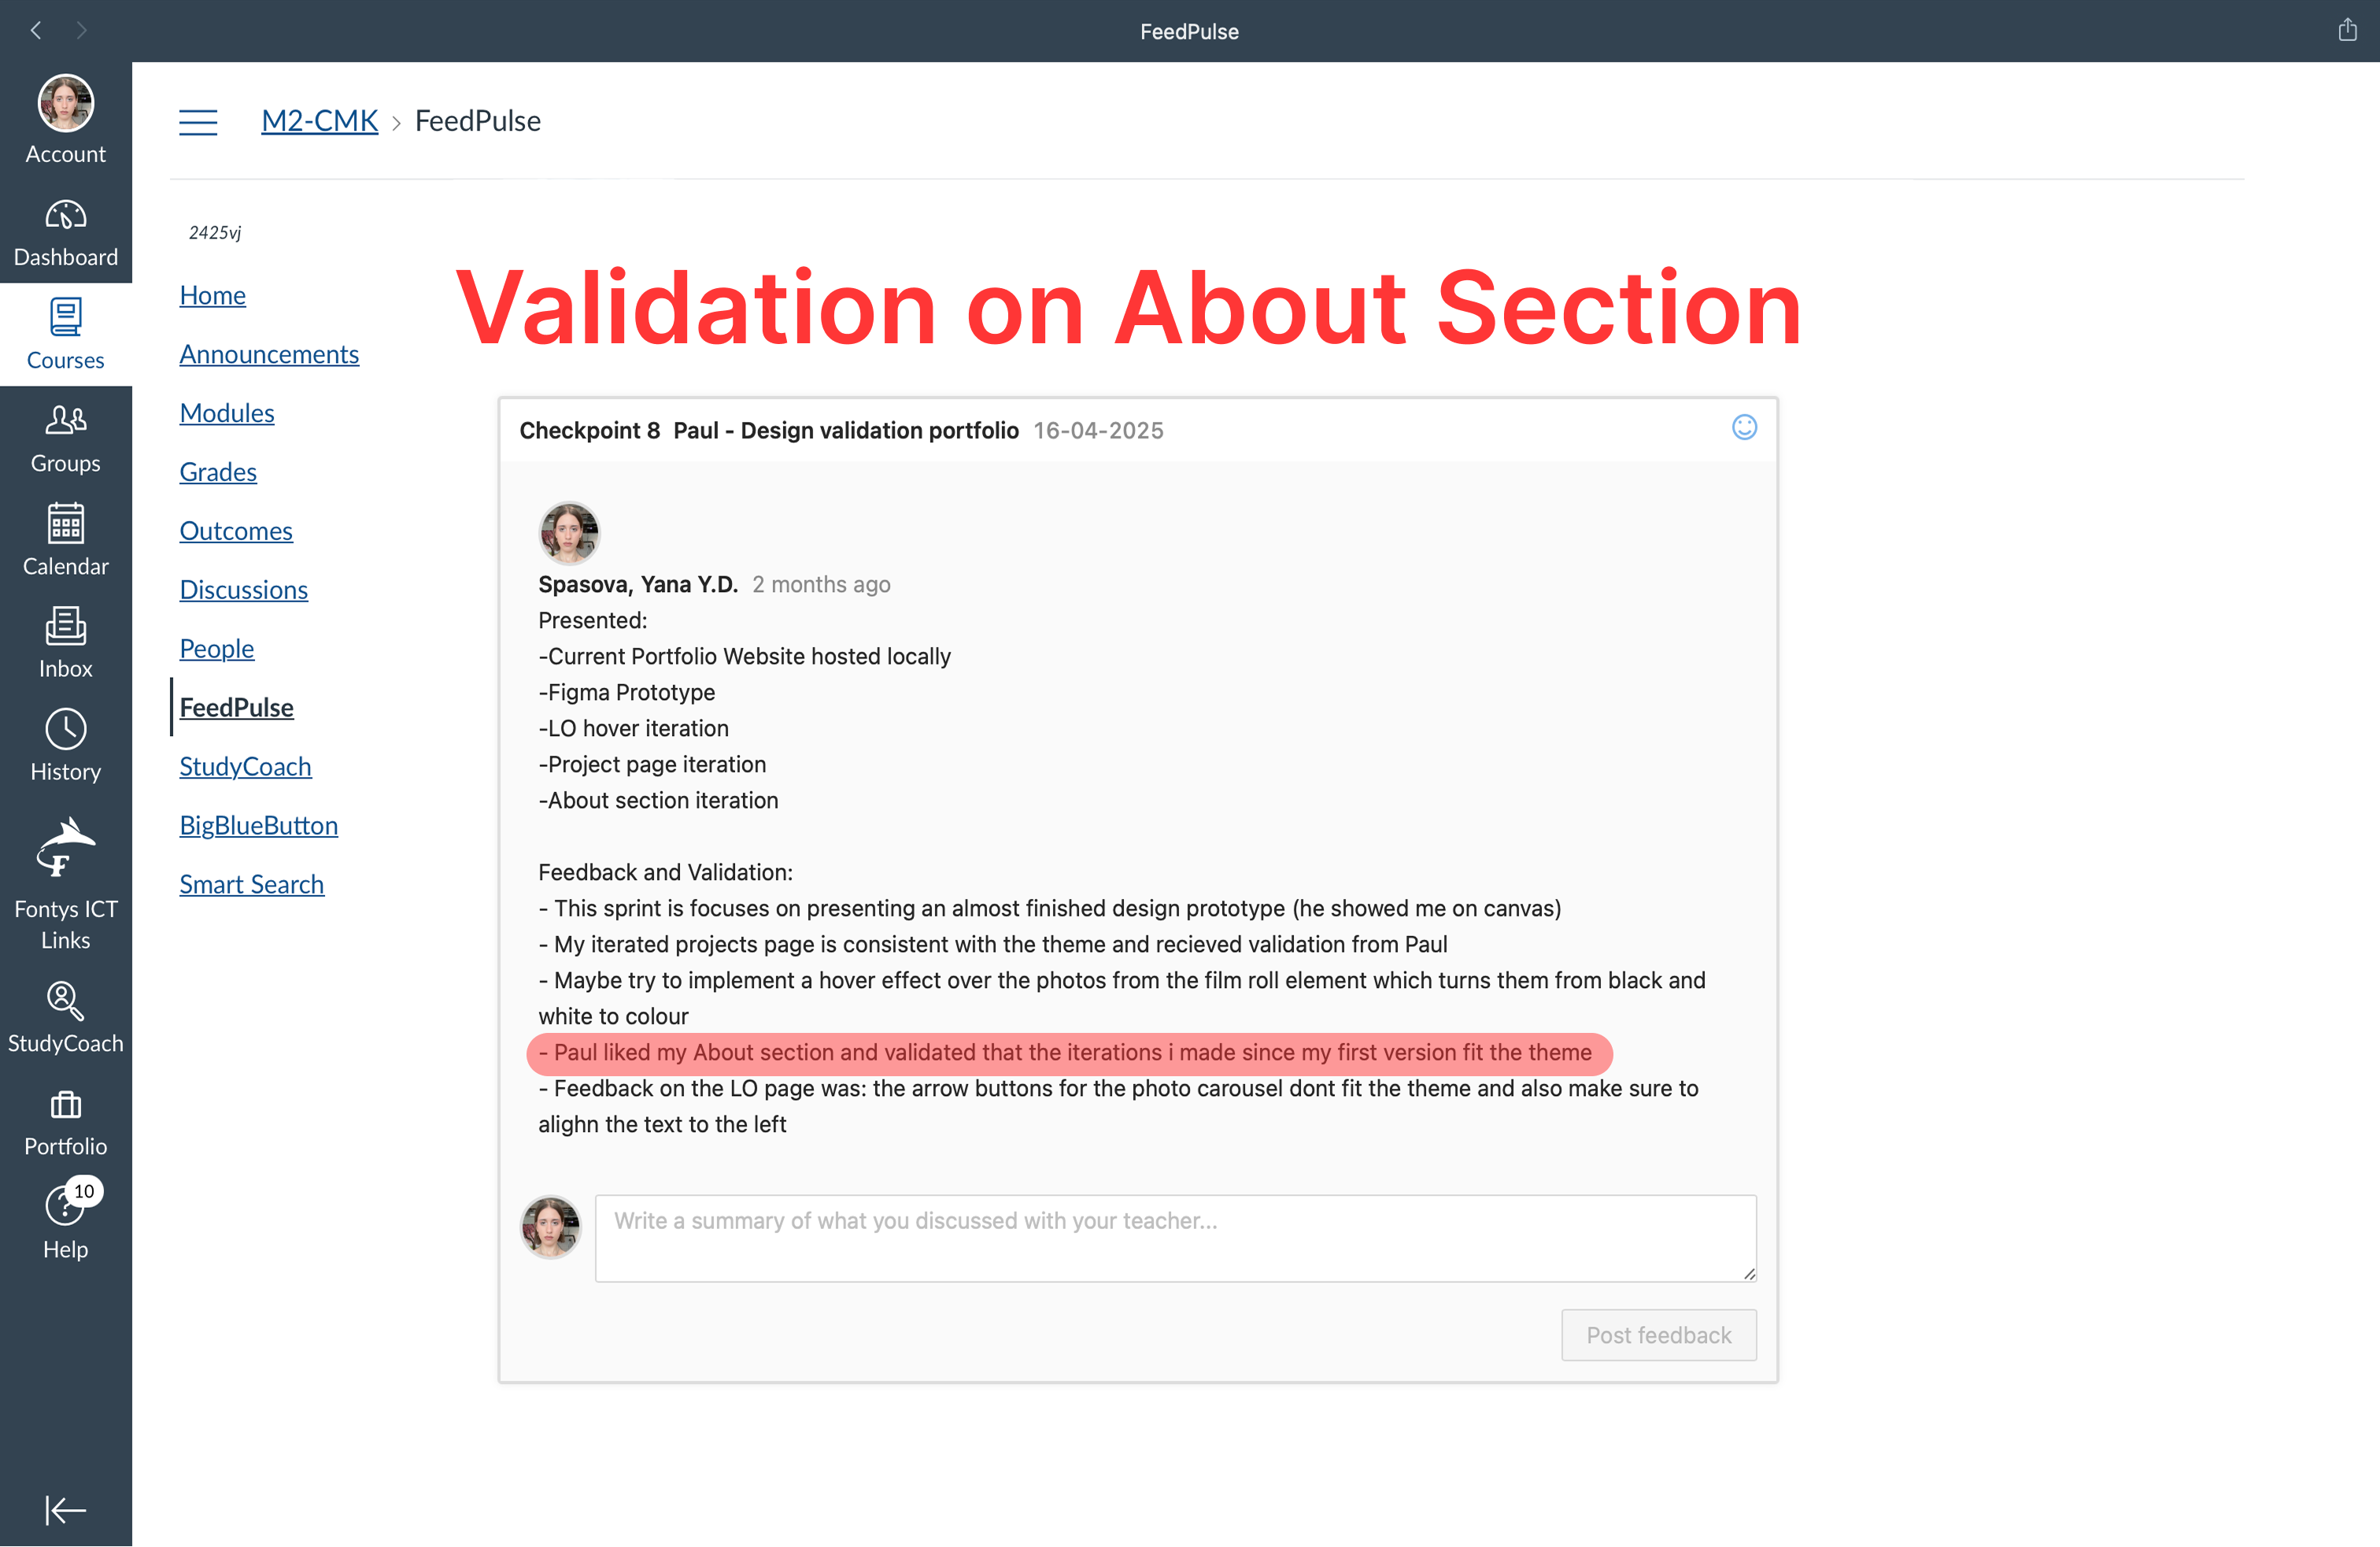 FeedPulse
Account
Dashboard
Courses
Groups
Calendar
Inbox
History
Fontys ICT
Links
StudyCoach
Portfolio
10
Help
M2-CMK > FeedPulse
2425vj
Home
Announcements
Modules
Grades
Outcomes
Discussions
People
FeedPulse
StudyCoach
BigBlueButton
Smart Search
Validation on About Section
Checkpoint 8 Paul - Design validation portfolio 16-04-2025
Spasova, Yana Y.D. 2 months ago
Presented:
-Current Portfolio Website hosted locally
-Figma Prototype
-LO hover iteration
-Project page iteration
-About section iteration
Feedback and Validation:
- This sprint is focuses on presenting an almost finished design prototype (he showed me on canvas)
- My iterated projects page is consistent with the theme and recieved validation from Paul
- Maybe try to implement a hover effect over the photos from the film roll element which turns them from black and
white to colour
- Paul liked my About section and validated that the iterations i made since my first version fit the theme
- Feedback on the LO page was: the arrow buttons for the photo carousel dont fit the theme and also make sure to
alighn the text to the left
Write a summary of what you discussed with your teacher...
Post feedback